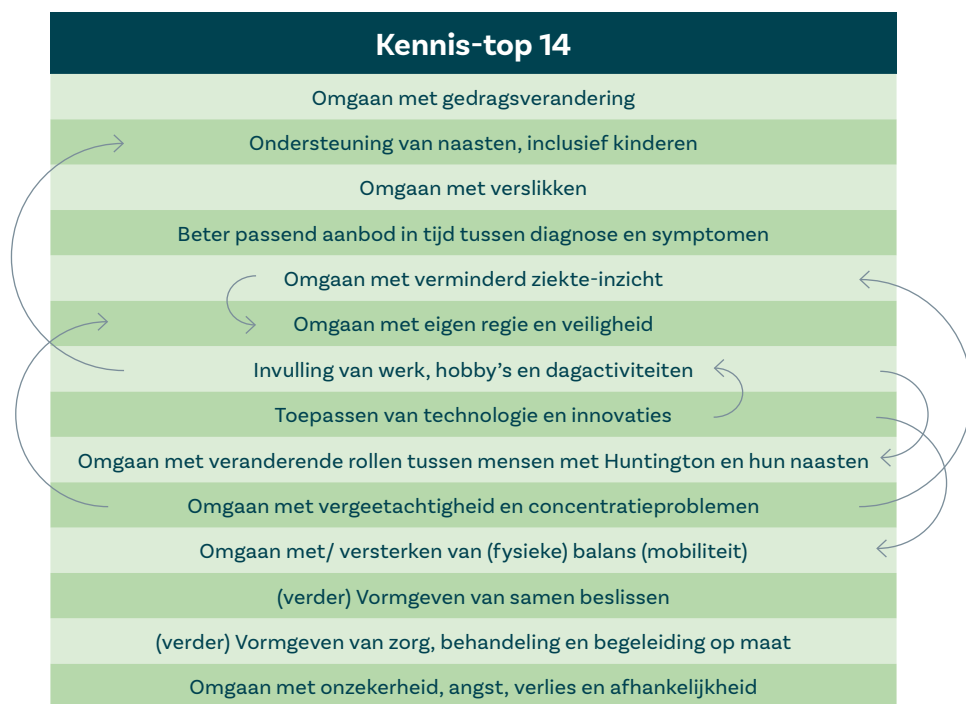 Kennis-top 14
Omgaan met gedragsverandering
Ondersteuning van naasten, inclusief kinderen
Omgaan met verslikken
Beter passend aanbod in tijd tussen diagnose en symptomen
Omgaan met verminderd ziekte-inzicht
Omgaan met eigen regie en veiligheid
Invulling van werk, hobby’s en dagactiviteiten
Toepassen van technologie en innovaties
Omgaan met veranderende rollen tussen mensen met Huntington en hun naasten
Omgaan met vergeetachtigheid en concentratieproblemen
Omgaan met/ versterken van (fysieke) balans (mobiliteit)
(verder) Vormgeven van samen beslissen
(verder) Vormgeven van zorg, behandeling en begeleiding op maat
Omgaan met onzekerheid, angst, verlies en afhankelijkheid